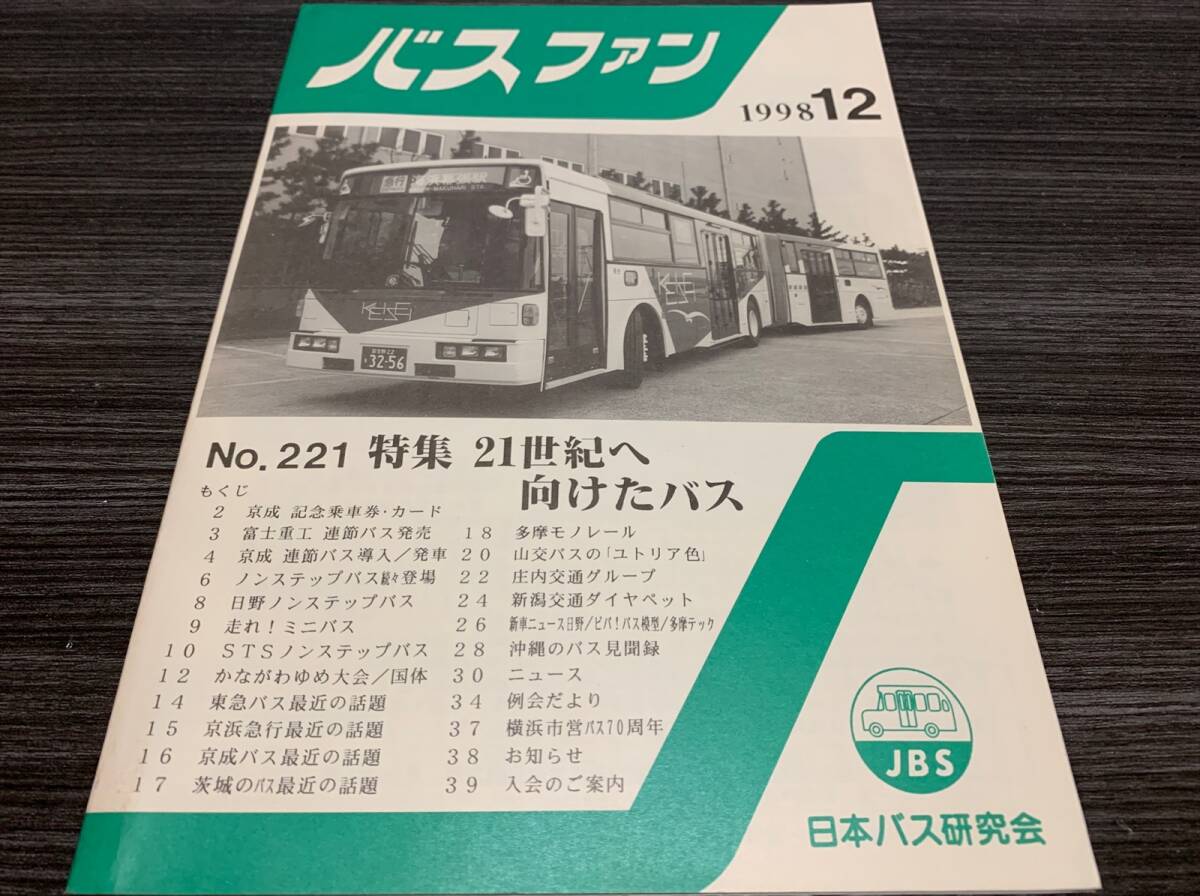 バスファン
1998 12
急行 海浜幕張駅
MAKUHARI STA.
KEISEI
KEISEI
32-56
No.221 特集 21世紀へ
向けたバス
もくじ
2 京成 記念乗車券・カード
3 富士重工 連節バス発売
4 京成 連節バス導入/発車
6 ノンステップバス続々登場
8 日野ノンステップバス
9 走れ!ミニバス
10 STSノンステップバス
12 かながわゆめ大会/国体
14 東急バス最近の話題
15 京浜急行最近の話題
16 京成バス最近の話題
17 茨城のバス最近の話題
18 多摩モノレール
20 山交バスの「ユトリア色」
22 庄内交通グループ
24 新潟交通ダイヤペット
26 新車ニュース日野/ビバ!バス模型/多摩テック
28 沖縄のバス見聞録
30 ニュース
34 例会だより
37 横浜市営バス70周年
38 お知らせ
39 入会のご案内
JBS
日本バス研究会